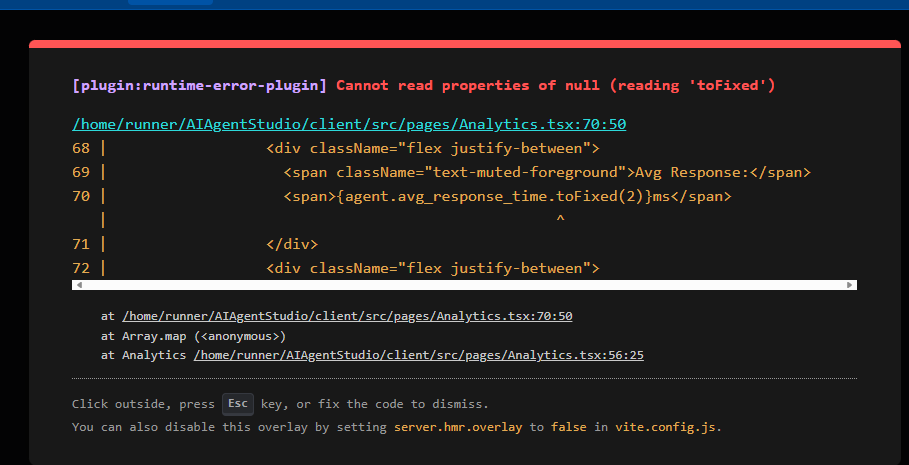 [plugin:runtime-error-plugin] Cannot read properties of null (reading 'toFixed')
/home/runner/AIAgentStudio/client/src/pages/Analytics.tsx:70:50
68 |                  <div className="flex justify-between">
69 |                    <span className="text-muted-foreground">Avg Response:</span>
70 |                    <span>{agent.avg_response_time.toFixed(2)}ms</span>
   |                                                  ^
71 |                  </div>
72 |                  <div className="flex justify-between">
at /home/runner/AIAgentStudio/client/src/pages/Analytics.tsx:70:50
at Array.map (<anonymous>)
at Analytics /home/runner/AIAgentStudio/client/src/pages/Analytics.tsx:56:25
Click outside, press Esc key, or fix the code to dismiss.
You can also disable this overlay by setting server.hmr.overlay to false in vite.config.js.